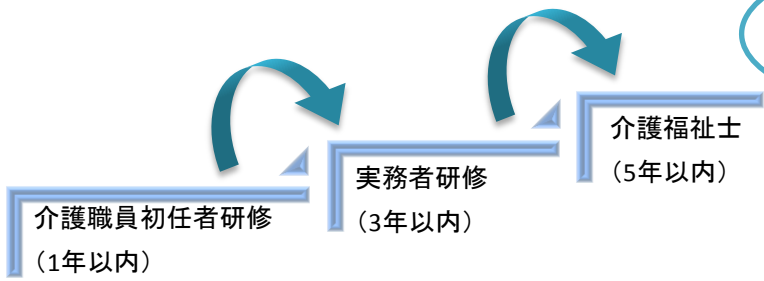 介護職員初任者研修
（1年以内）
実務者研修
（3年以内）
介護福祉士
（5年以内）